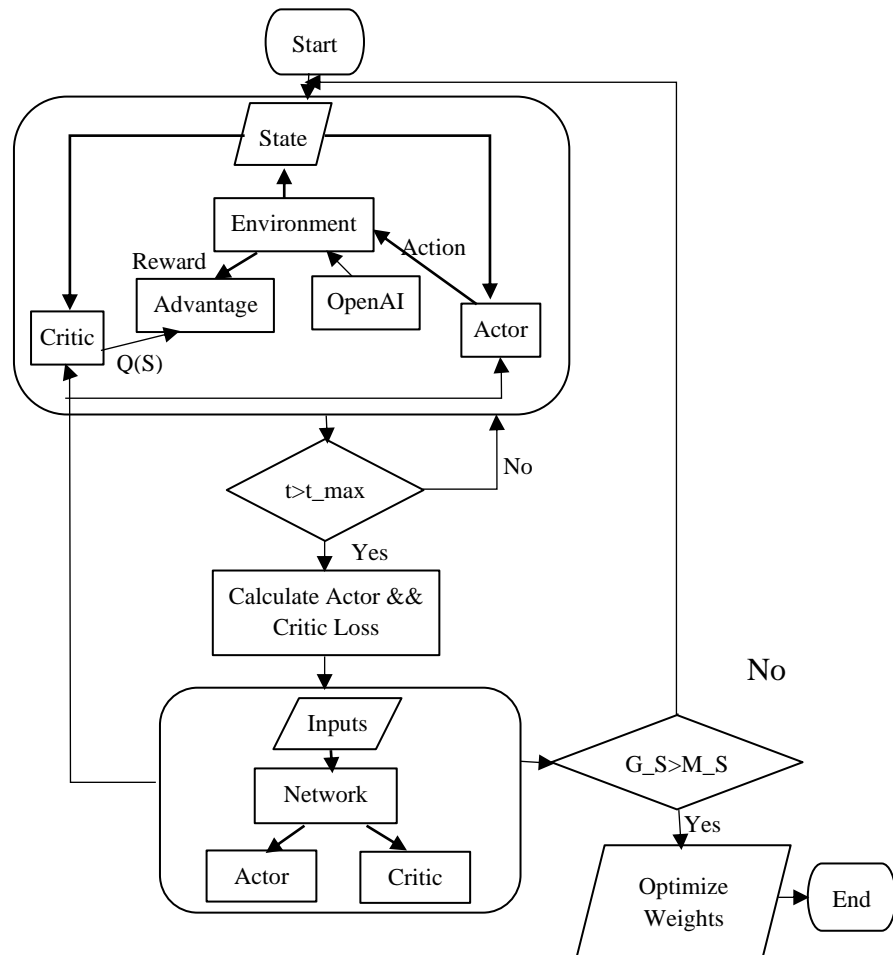 Start
State
Environment
Action
Reward
Advantage
OpenAI
Actor
Critic
Q(S)
No
t>t_max
Yes
Calculate Actor &&
Critic Loss
No
Inputs
G_S>M_S
Network
Yes
Actor
Critic
Optimize
Weights
End